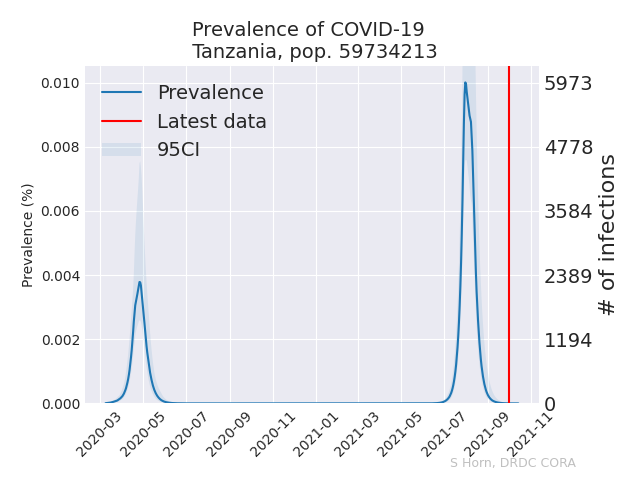 Prevalence of COVID-19
Tanzania, pop. 59734213
Prevalence
Latest data
95CI
Prevalence (%)
0.010
0.008
0.006
0.004
0.002
0.000
5973
4778
3584
2389
1194
0
# of infections
2020-03
2020-05
2020-07
2020-09
2020-11
2021-01
2021-03
2021-05
2021-07
2021-09
2021-11
S Horn, DRDC CORA